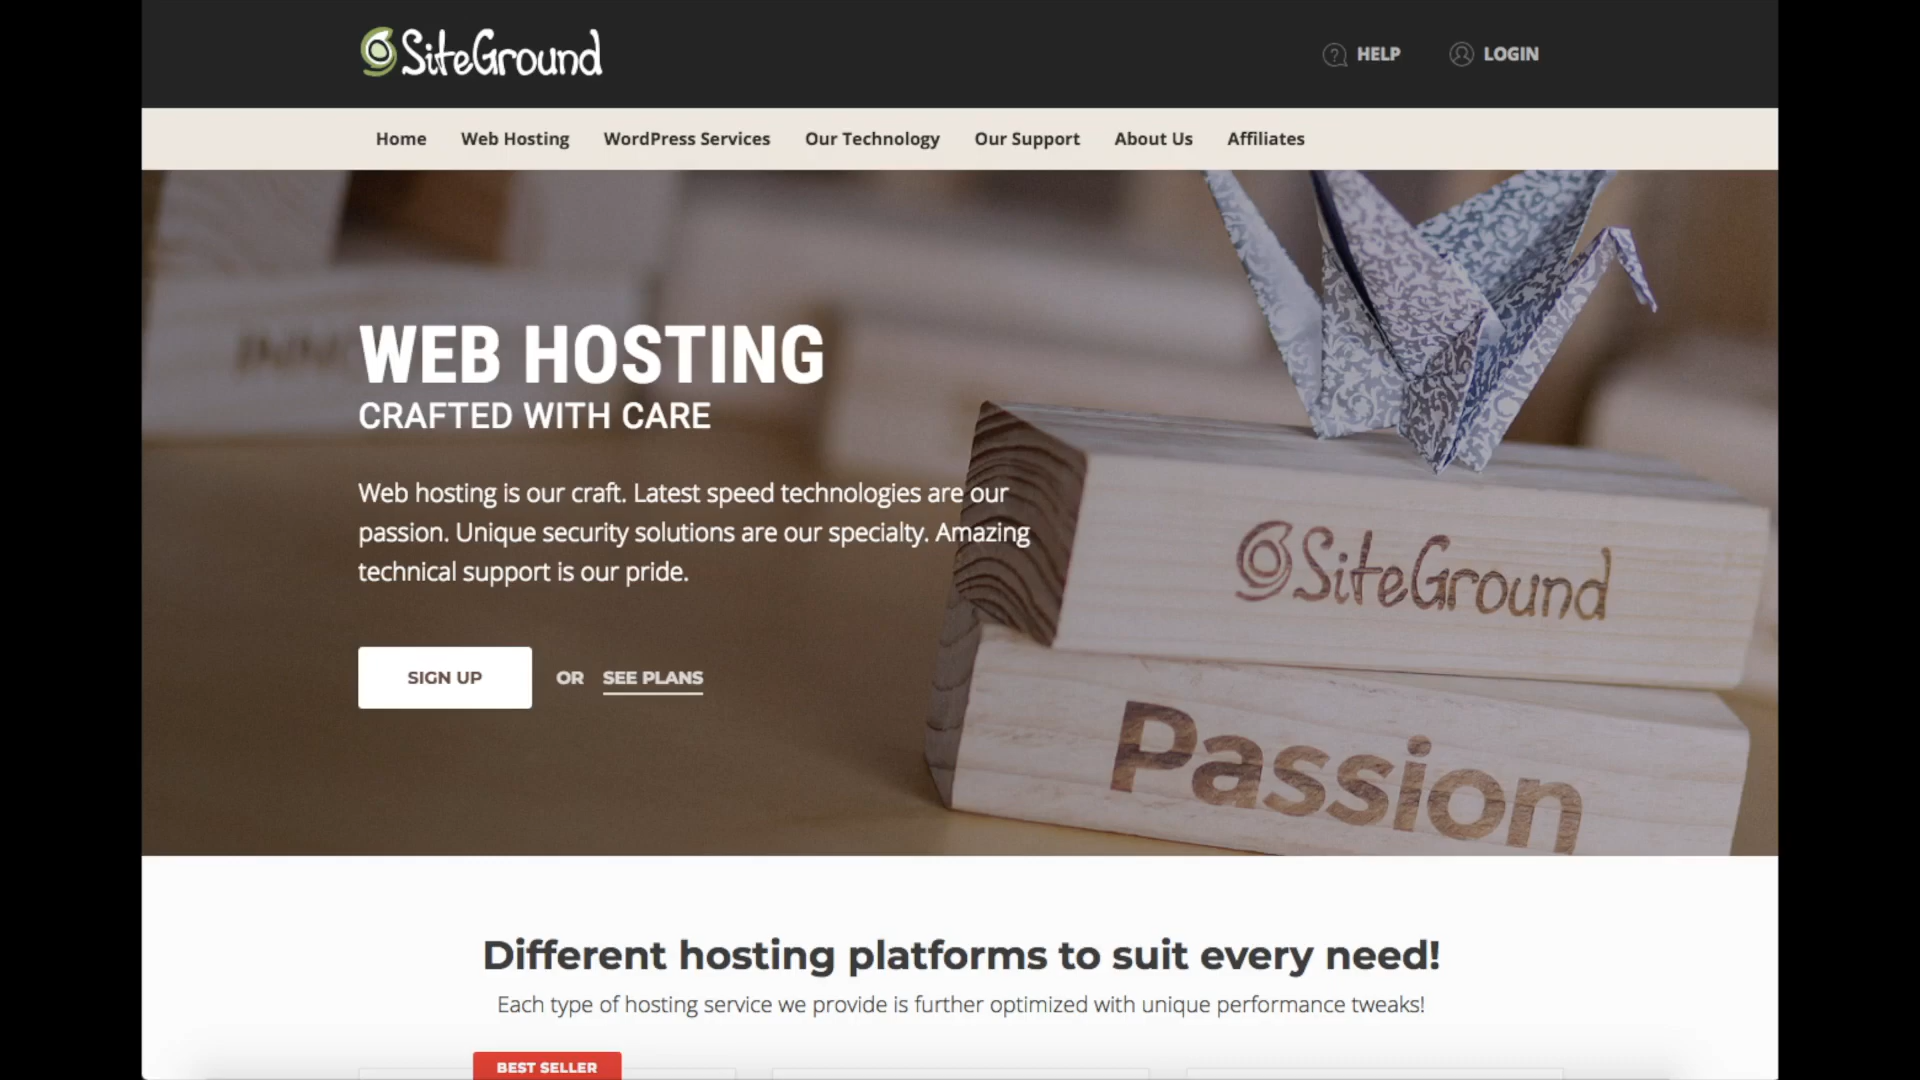 SiteGround
HELP
LOGIN
Home
Web Hosting
WordPress Services
Our Technology
Our Support
About Us
Affiliates
WEB HOSTING
CRAFTED WITH CARE
Web hosting is our craft. Latest speed technologies are our
passion. Unique security solutions are our specialty. Amazing
technical support is our pride.
SIGN UP
OR
SEE PLANS
SiteGround
Passion
Different hosting platforms to suit every need!
Each type of hosting service we provide is further optimized with unique performance tweaks!
BEST SELLER